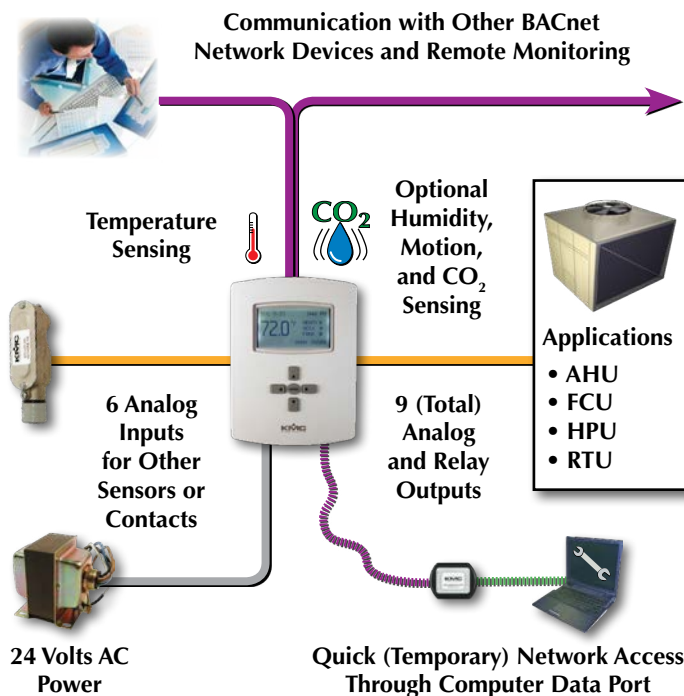 Communication with Other BACnet
Network Devices and Remote Monitoring
Temperature
Sensing
CO2
Optional
Humidity,
Motion,
and CO2
Sensing
72.0°
KMC
6 Analog
Inputs
for Other
Sensors or
Contacts
9 (Total)
Analog
and Relay
Outputs
Applications
• AHU
• FCU
• HPU
• RTU
24 Volts AC
Power
KMC
Quick (Temporary) Network Access
Through Computer Data Port